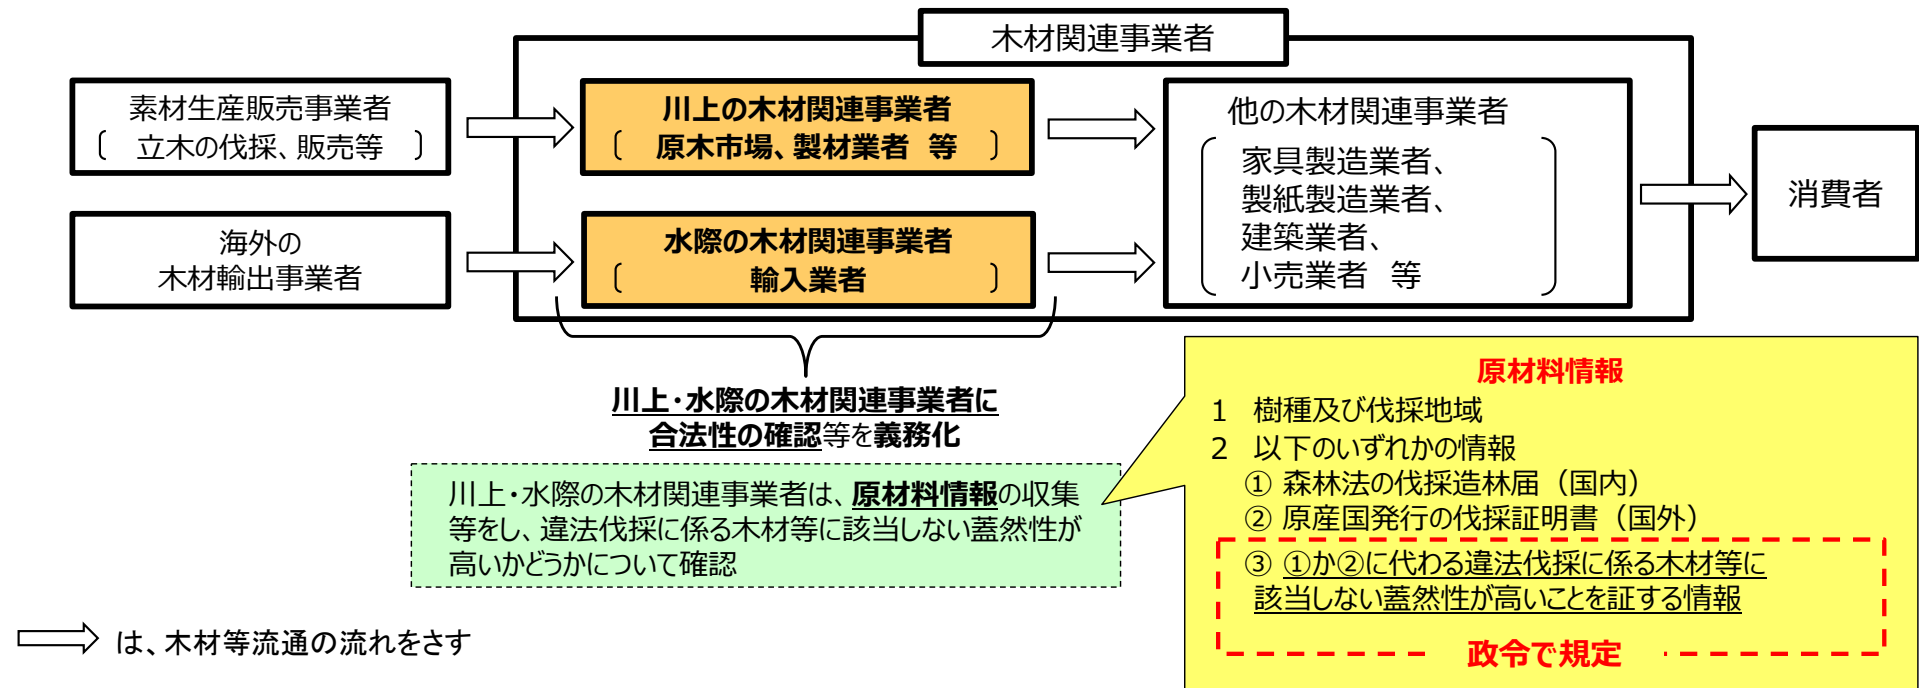 木材関連事業者
素材生産販売事業者
〔 立木の伐採、販売等 〕
海外の
木材輸出事業者
川上の木材関連事業者
〔 原木市場、製材業者 等 〕
水際の木材関連事業者
〔 輸入業者 〕
他の木材関連事業者
家具製造業者、
製紙製造業者、
建築業者、
小売業者 等
消費者
川上・水際の木材関連事業者に
合法性の確認等を義務化
川上・水際の木材関連事業者は、原材料情報の収集
等をし、違法伐採に係る木材等に該当しない蓋然性が
高いかどうかについて確認
原材料情報
1 樹種及び伐採地域
2 以下のいずれかの情報
① 森林法の伐採造林届（国内）
② 原産国発行の伐採証明書（国外）
③ ①か②に代わる違法伐採に係る木材等に
該当しない蓋然性が高いことを証する情報
政令で規定
は、木材等流通の流れをさす